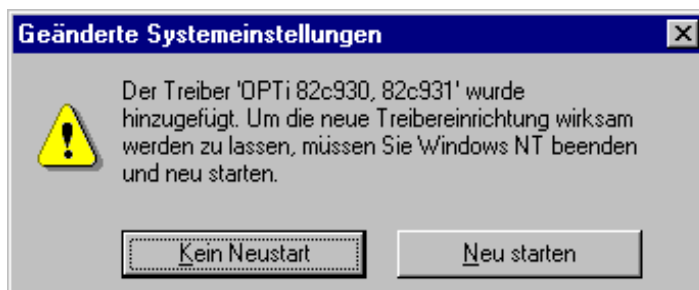 Geänderte Systemeinstellungen
Der Treiber 'OPTi 82c930, 82c931' wurde
hinzugefügt. Um die neue Treibereinrichtung wirksam
werden zu lassen, müssen Sie Windows NT beenden
und neu starten.
Kein Neustart
Neu starten